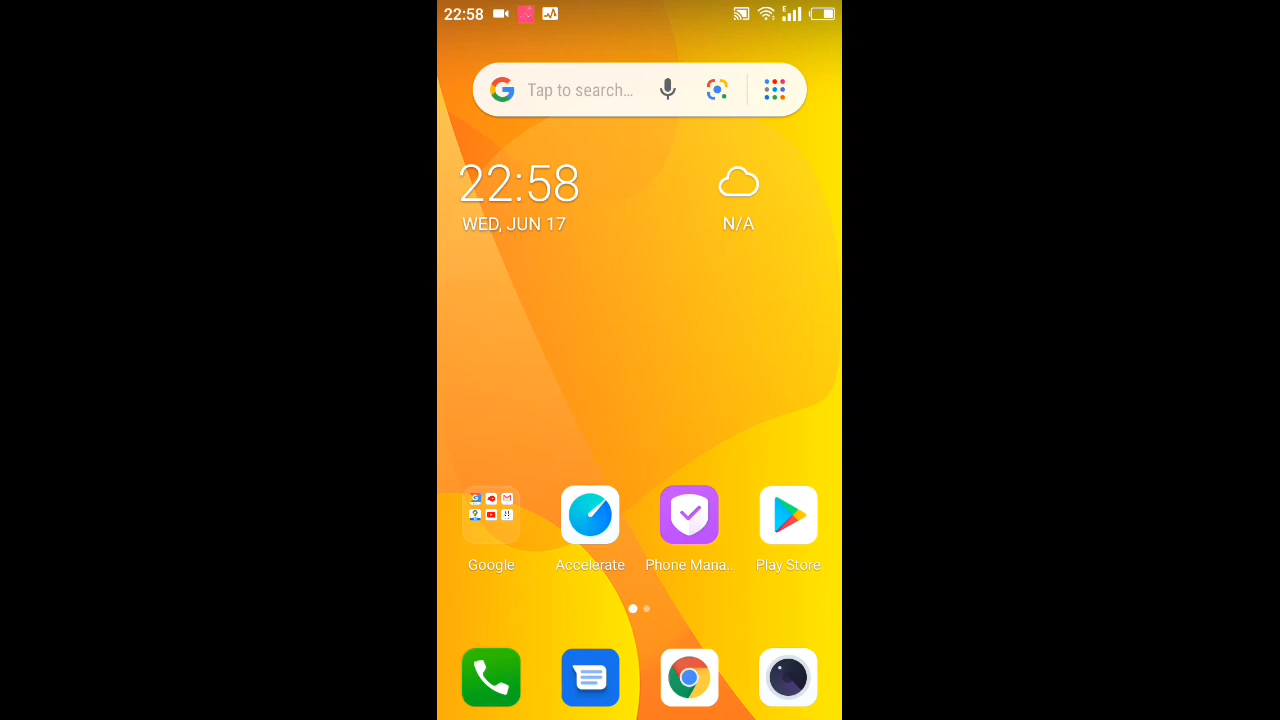 22:58
E
G Tap to search...
22:58
WED, JUN 17
N/A
Google
Accelerate
Phone Mana..
Play Store